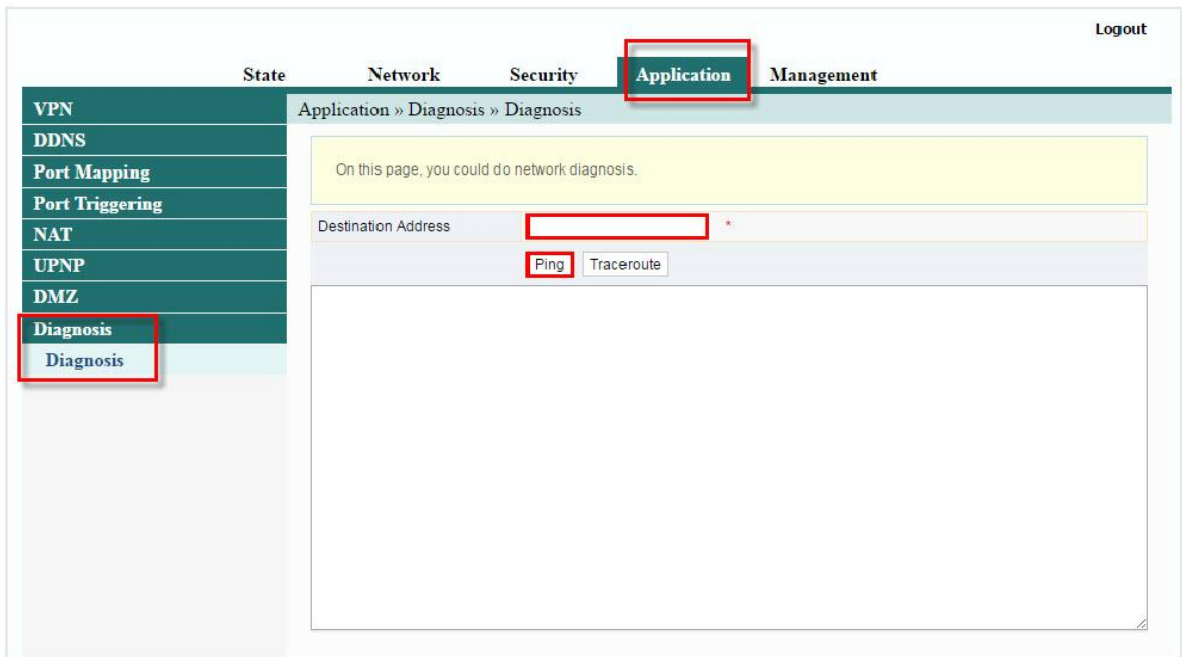 Logout
State Network Security Application Management
VPN
Application » Diagnosis » Diagnosis
DDNS
On this page, you could do network diagnosis.
Port Mapping
Port Triggering
Destination Address *
NAT
UPNP
Ping Traceroute
DMZ
Diagnosis
Diagnosis